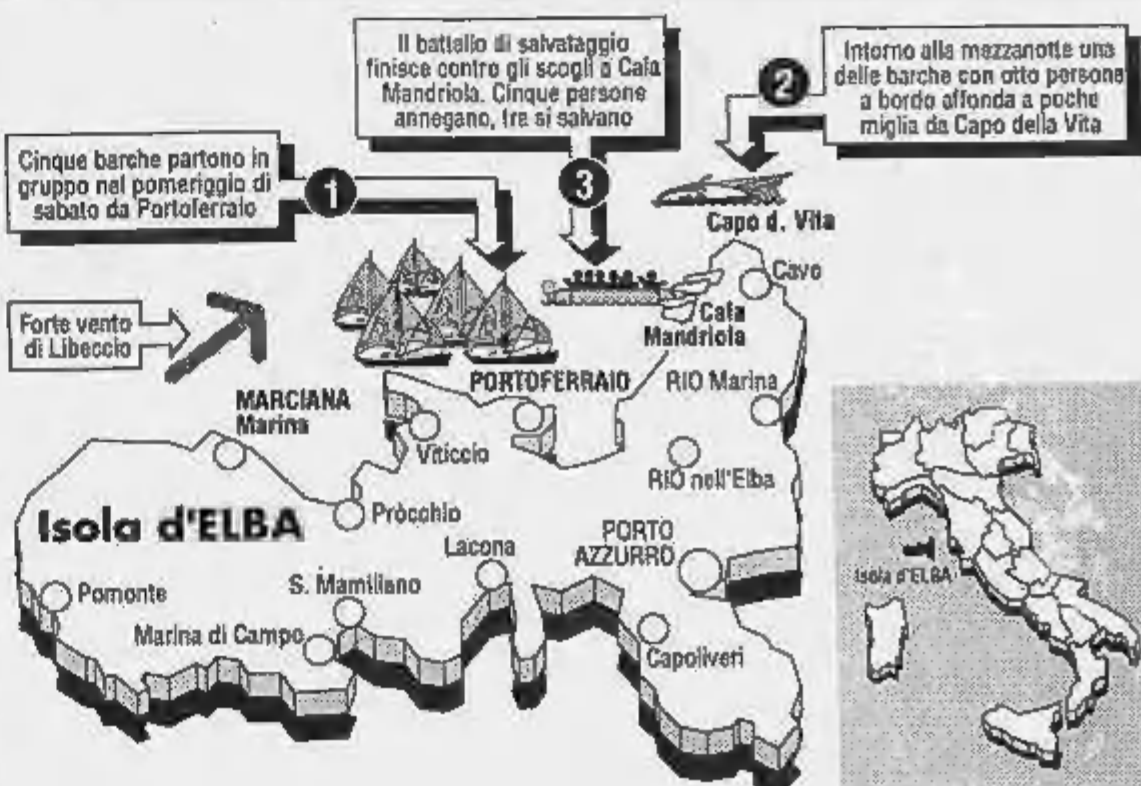 Cinque barche partono in
gruppo nel pomeriggio di
sabato da Portoferraio
1
Il battello di salvataggio
finisce contro gli scogli a Cala
Mandriola. Cinque persone
annegano, tre si salvano
3
2
Intorno alla mezzanotte una
delle barche con otto persone
a bordo affonda a poche
miglia da Capo della Vita
Forte vento
di Libeccio
Capo d. Vita
Cavo
Cala
Mandriola
MARCIANA
Marina
PORTOFERRAIO
RIO Marina
Viticcio
RIO nell'Elba
Isola d'ELBA
Pròcchio
Lacona
PORTO
AZZURRO
Pomonte
S. Mamiliano
Marina di Campo
Capoliveri
Isola d'ELBA